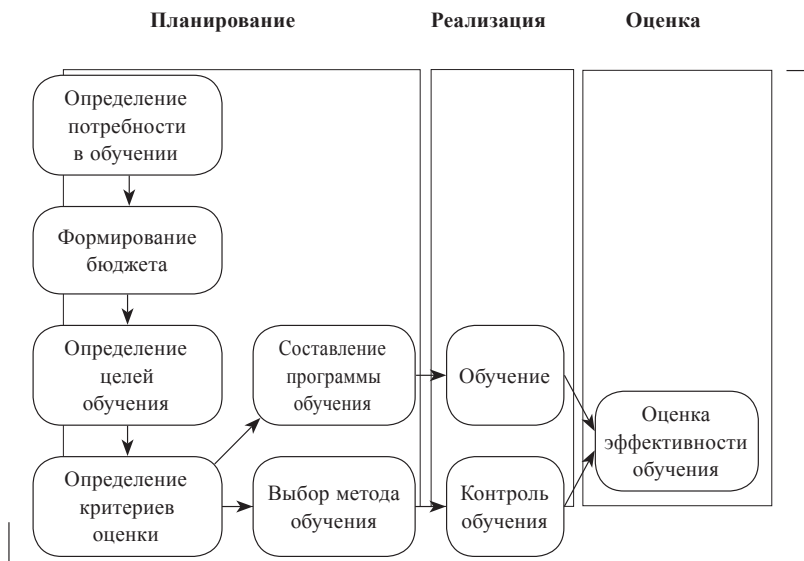 Планирование
Реализация
Оценка
Определение
потребности
в обучении
Формирование
бюджета
Определение
целей
обучения
Составление
программы
обучения
Обучение
Оценка
эффективности
обучения
Определение
критериев
оценки
Выбор метода
обучения
Контроль
обучения